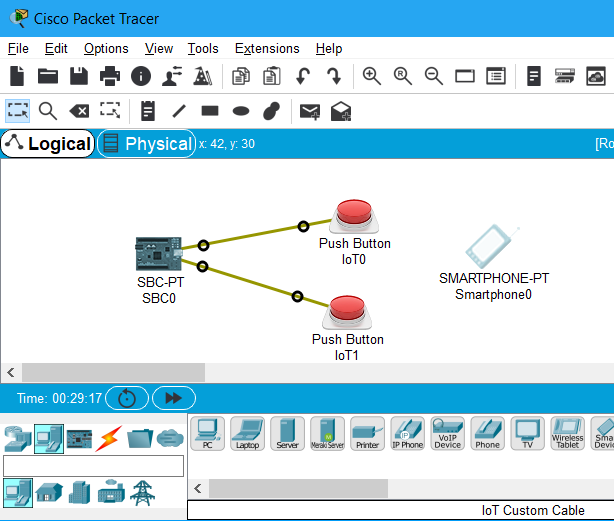 Cisco Packet Tracer
File Edit Options View Tools Extensions Help
Logical Physical x: 42, y: 30 [Ro
Push Button
IoT0
SBC-PT
SBC0
SMARTPHONE-PT
Smartphone0
Push Button
IoT1
Time: 00:29:17
PC Laptop Server Meraki Server Printer IP Phone VoIP Device Phone TV Wireless Tablet Smar Devic
IoT Custom Cable